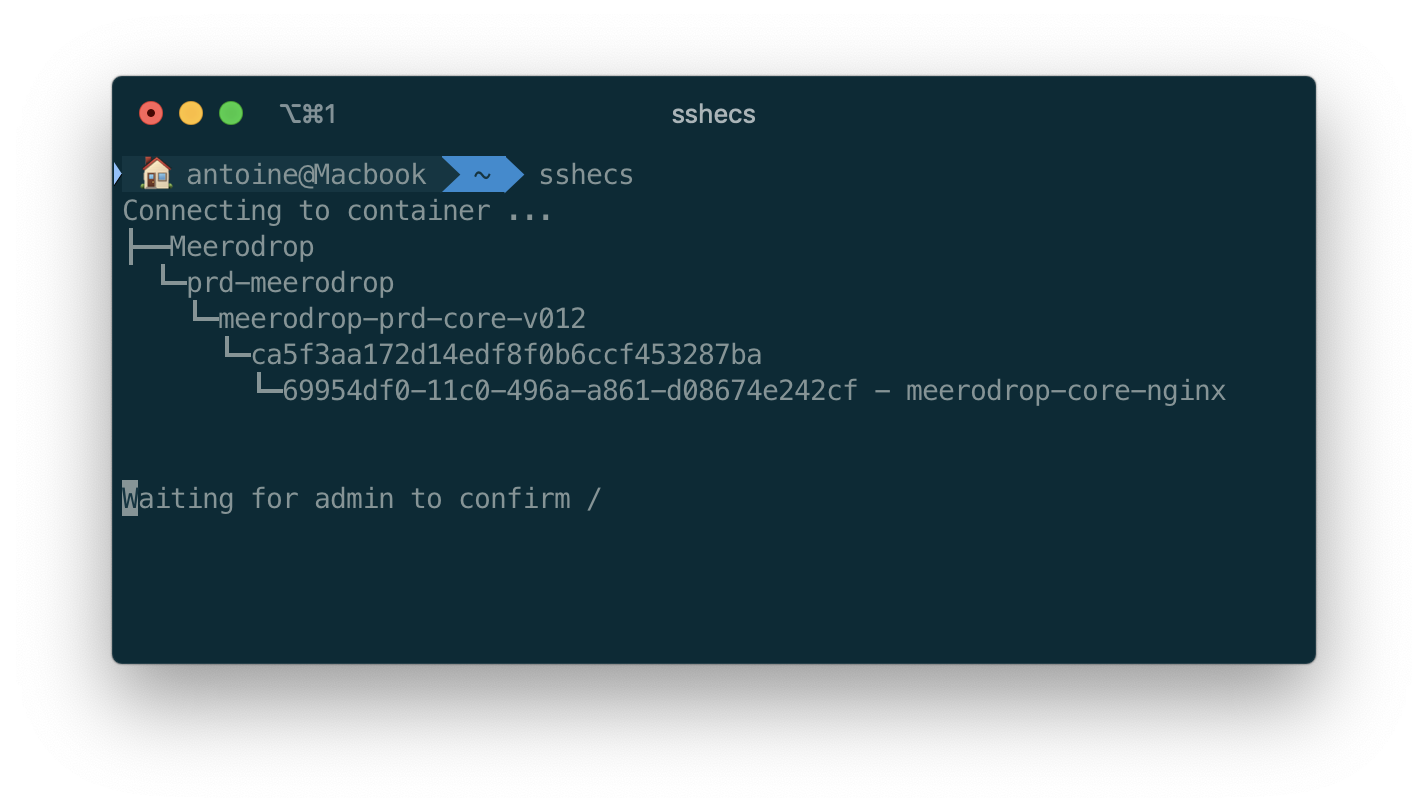 ⌥⌘1
sshecs
🏠 antoine@Macbook ~ sshecs
Connecting to container ...
├──Meerodrop
└─prd-meerodrop
└─meerodrop-prd-core-v012
└─ca5f3aa172d14edf8f0b6ccf453287ba
└─69954df0-11c0-496a-a861-d08674e242cf - meerodrop-core-nginx
Waiting for admin to confirm /